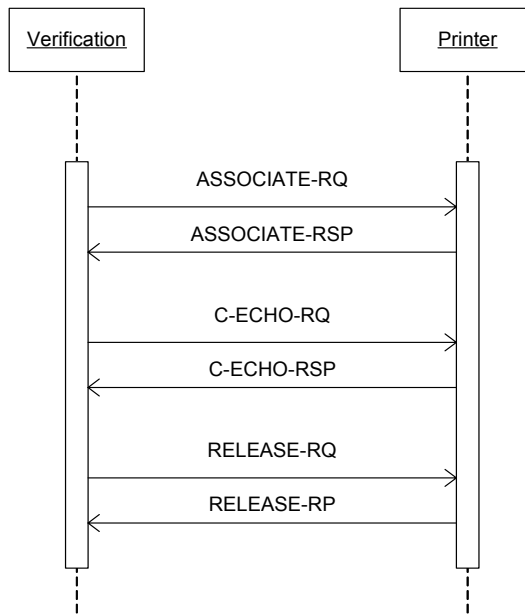 Verification
Printer
ASSOCIATE-RQ
ASSOCIATE-RSP
C-ECHO-RQ
C-ECHO-RSP
RELEASE-RQ
RELEASE-RP